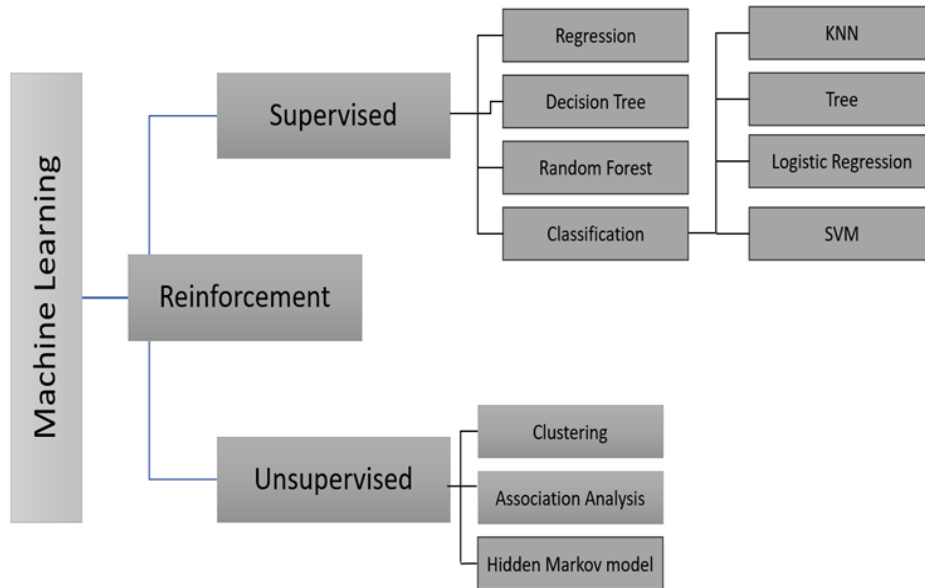 Machine Learning
Supervised
Regression
Decision Tree
Random Forest
Classification
KNN
Tree
Logistic Regression
SVM
Reinforcement
Unsupervised
Clustering
Association Analysis
Hidden Markov model